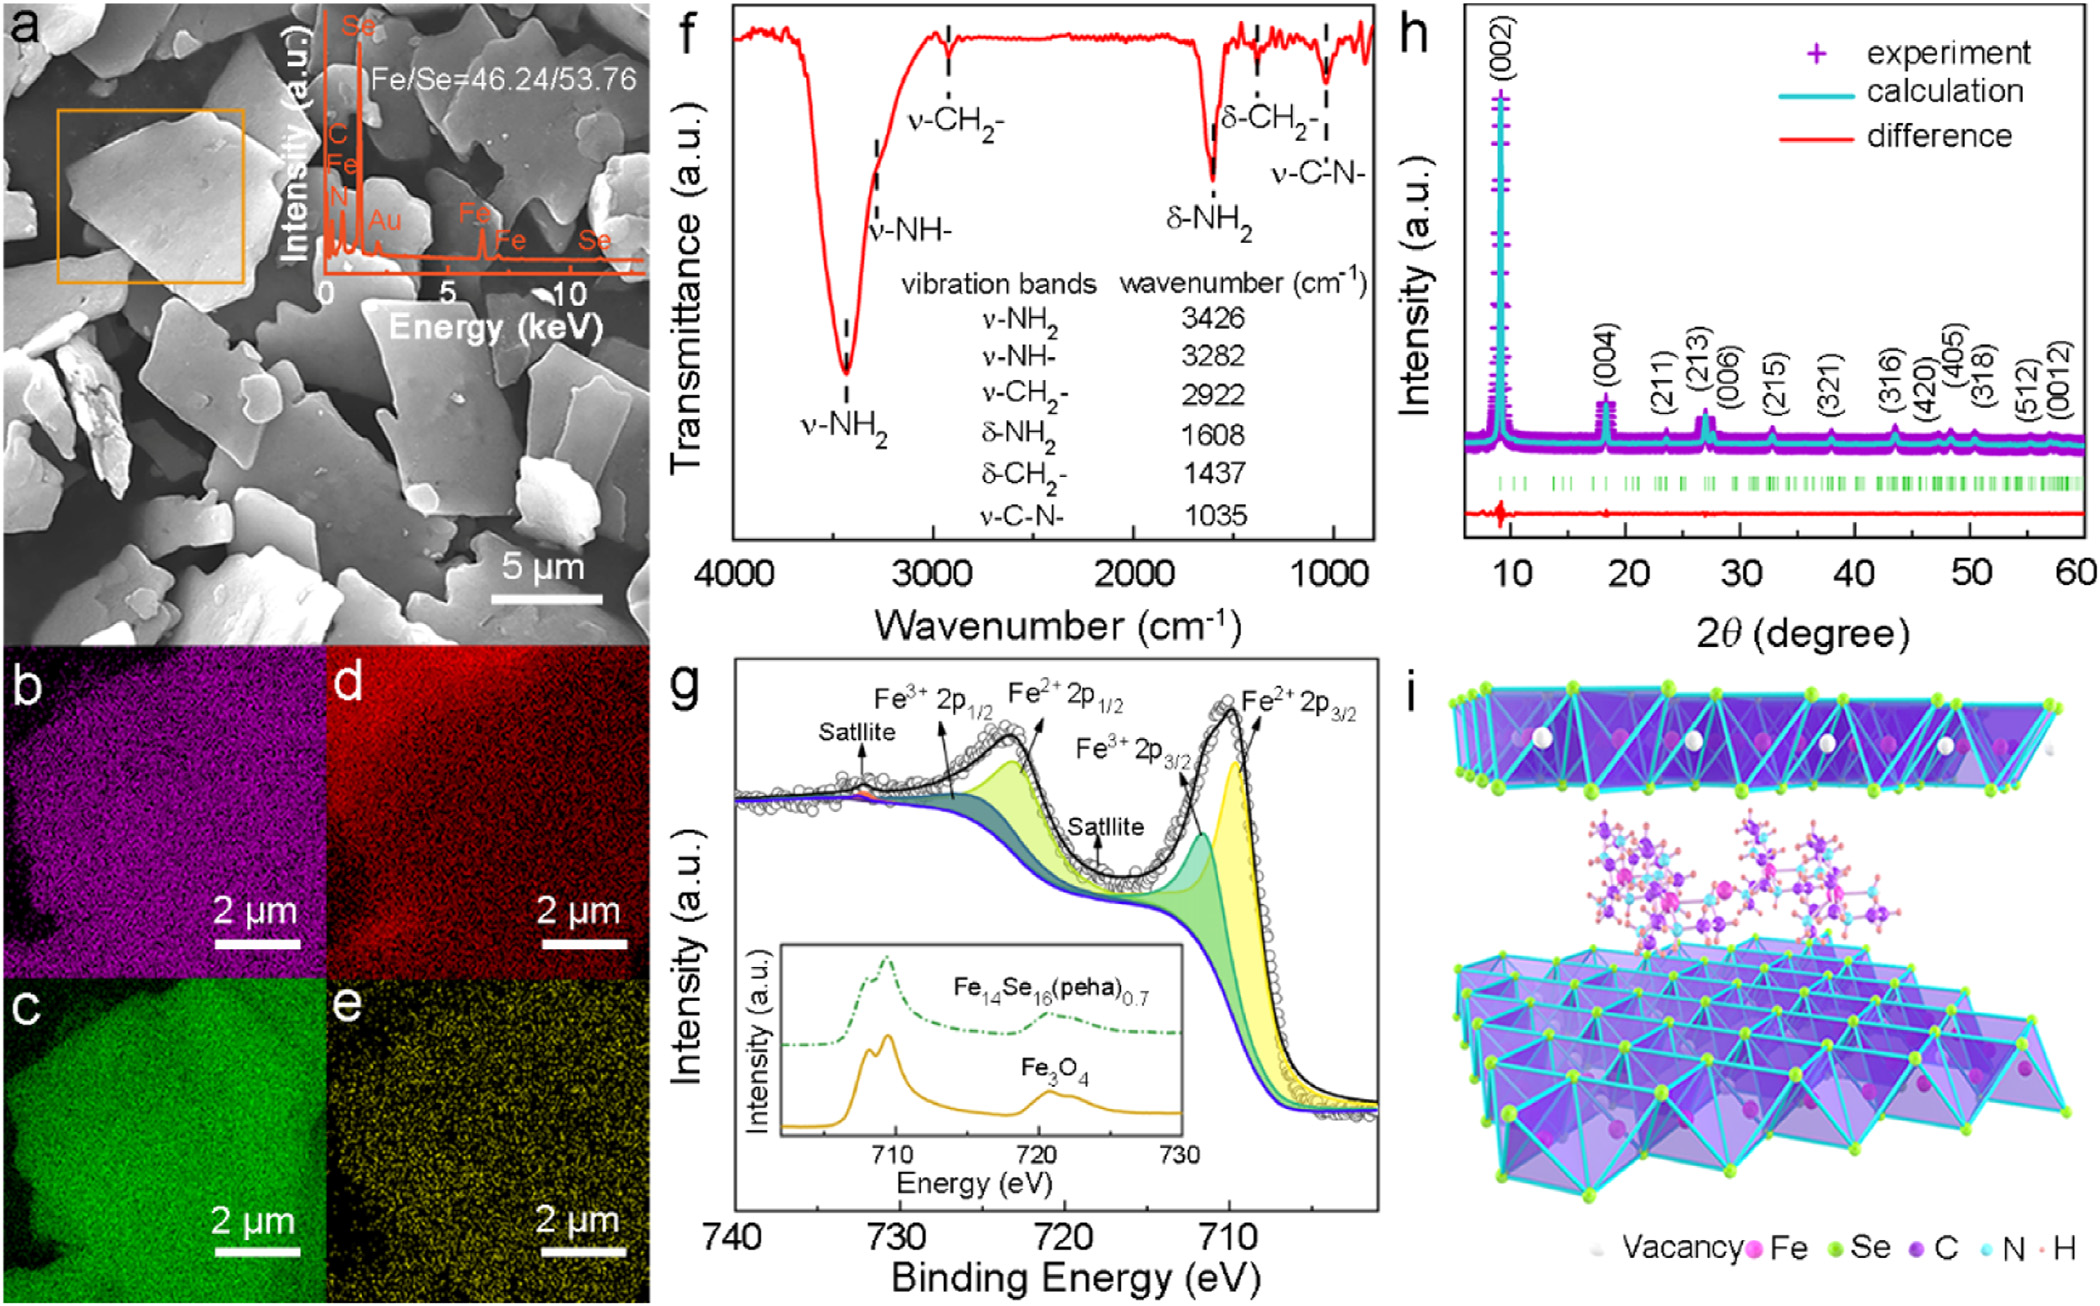 a
Intensity (a.u.)
Se
Fe/Se=46.24/53.76
C
Fe
N
Au
Fe
Fe
Se
0 5 10
Energy (keV)
5 μm
b
2 μm
d
2 μm
c
2 μm
e
2 μm
f
Transmittance (a.u.)
ν-CH2-
δ-CH2-
ν-C-N-
ν-NH-
δ-NH2
ν-NH2
vibration bands wavenumber (cm-1)
ν-NH2 3426
ν-NH- 3282
ν-CH2- 2922
δ-NH2 1608
δ-CH2- 1437
ν-C-N- 1035
4000 3000 2000 1000
Wavenumber (cm-1)
g
Intensity (a.u.)
Fe3+ 2p1/2
Fe2+ 2p1/2
Fe2+ 2p3/2
Satllite
Fe3+ 2p3/2
Satllite
Intensity (a.u.)
Fe14Se16(peha)0.7
Fe3O4
710 720 730
Energy (eV)
740 730 720 710
Binding Energy (eV)
h
Intensity (a.u.)
experiment
calculation
difference
(002)
(004)
(211)
(213)
(006)
(215)
(321)
(316)
(420)
(405)
(318)
(512)
(0012)
10 20 30 40 50 60
2θ (degree)
i
Vacancy Fe Se C N H